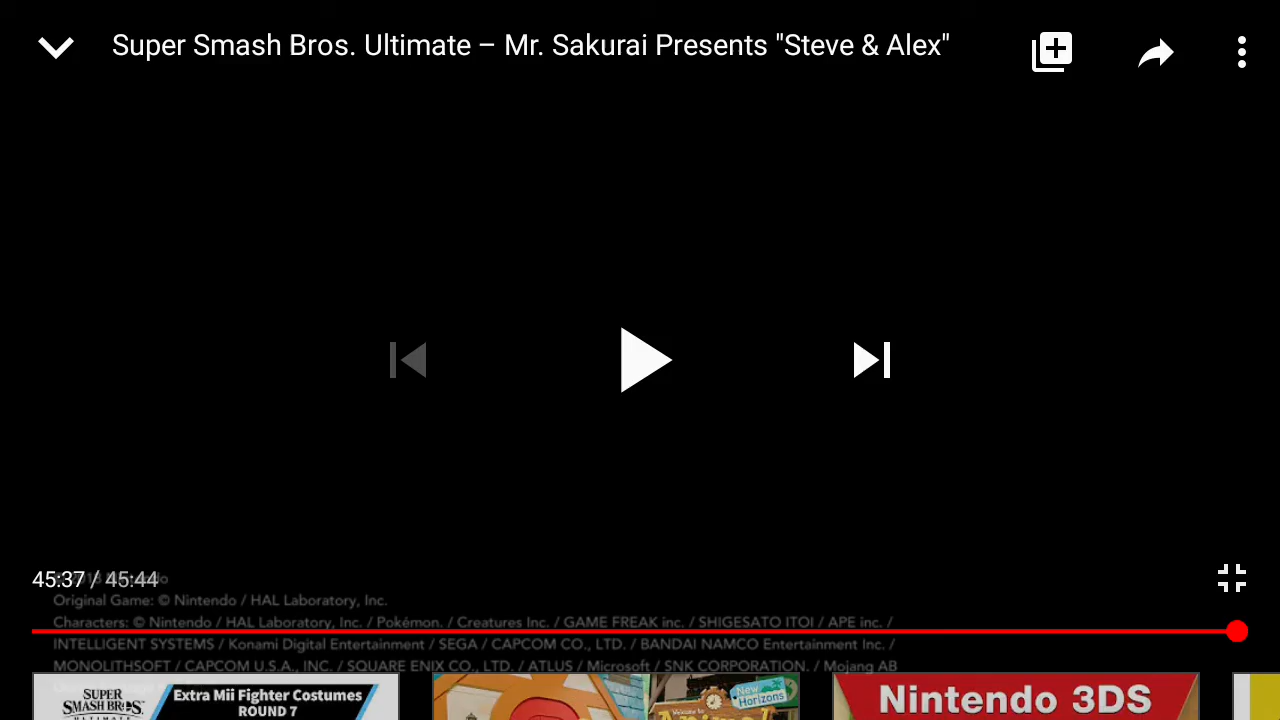 Super Smash Bros. Ultimate – Mr. Sakurai Presents "Steve & Alex"
45:37 / 45:44
Original Game: © Nintendo / HAL Laboratory, Inc.
Characters: © Nintendo / HAL Laboratory, Inc. / Pokémon. / Creatures Inc. / GAME FREAK inc. / SHIGESATO ITOI / APE inc. /
INTELLIGENT SYSTEMS / Konami Digital Entertainment / SEGA / CAPCOM CO., LTD. / BANDAI NAMCO Entertainment Inc. /
MONOLITHSOFT / CAPCOM U.S.A., INC. / SQUARE ENIX CO., LTD. / ATLUS / Microsoft / SNK CORPORATION. / Mojang AB
SUPER
SMASH BROS.
ULTIMATE
Extra Mii Fighter Costumes
ROUND 7
Welcome to
Animal
New
Horizons
Nintendo 3DS